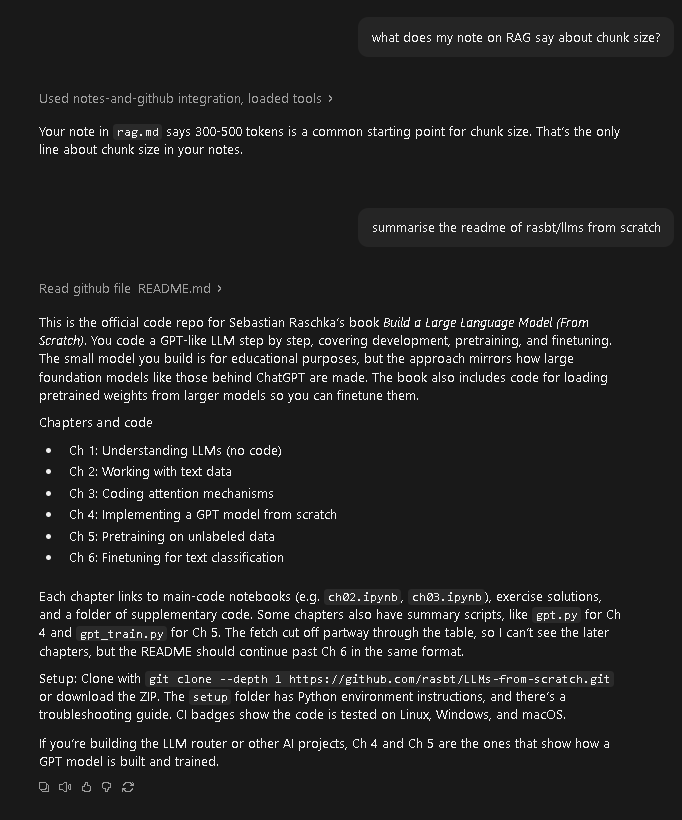 what does my note on RAG say about chunk size?
Used notes-and-github integration, loaded tools >
Your note in rag.md says 300-500 tokens is a common starting point for chunk size. That's the only
line about chunk size in your notes.
summarise the readme of rasbt/llms from scratch
Read github file README.md >
This is the official code repo for Sebastian Raschka's book Build a Large Language Model (From
Scratch). You code a GPT-like LLM step by step, covering development, pretraining, and finetuning.
The small model you build is for educational purposes, but the approach mirrors how large
foundation models like those behind ChatGPT are made. The book also includes code for loading
pretrained weights from larger models so you can finetune them.
Chapters and code
• Ch 1: Understanding LLMs (no code)
• Ch 2: Working with text data
• Ch 3: Coding attention mechanisms
• Ch 4: Implementing a GPT model from scratch
• Ch 5: Pretraining on unlabeled data
• Ch 6: Finetuning for text classification
Each chapter links to main-code notebooks (e.g. ch02.ipynb, ch03.ipynb), exercise solutions,
and a folder of supplementary code. Some chapters also have summary scripts, like gpt.py for Ch
4 and gpt_train.py for Ch 5. The fetch cut off partway through the table, so I can't see the later
chapters, but the README should continue past Ch 6 in the same format.
Setup: Clone with git clone --depth 1 https://github.com/rasbt/LLMs-from-scratch.git
or download the ZIP. The setup folder has Python environment instructions, and there's a
troubleshooting guide. CI badges show the code is tested on Linux, Windows, and macOS.
If you're building the LLM router or other AI projects, Ch 4 and Ch 5 are the ones that show how a
GPT model is built and trained.